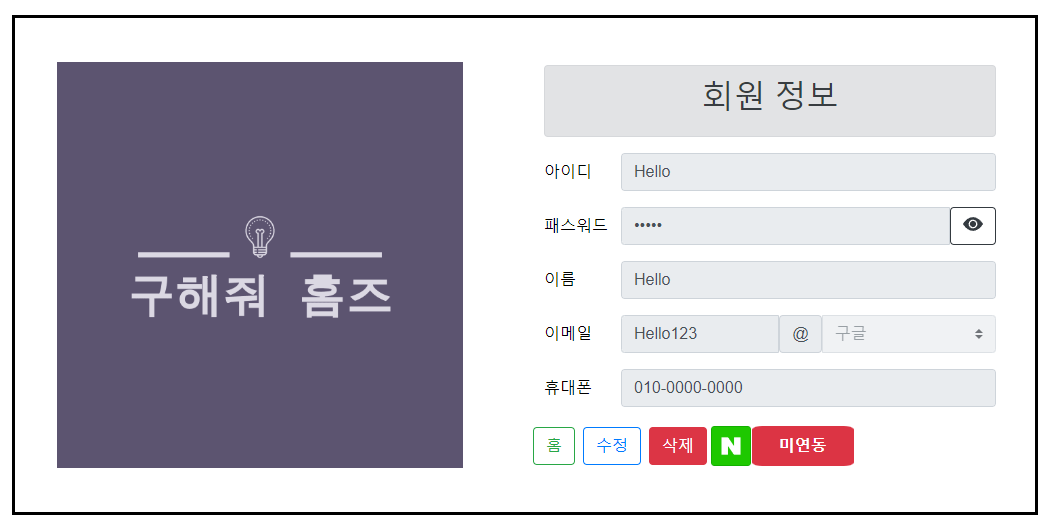 구해줘 홈즈
회원 정보
아이디 Hello
패스워드 •••••
이름 Hello
이메일 Hello123 @ 구글
휴대폰 010-0000-0000
홈 수정 삭제 N 미연동